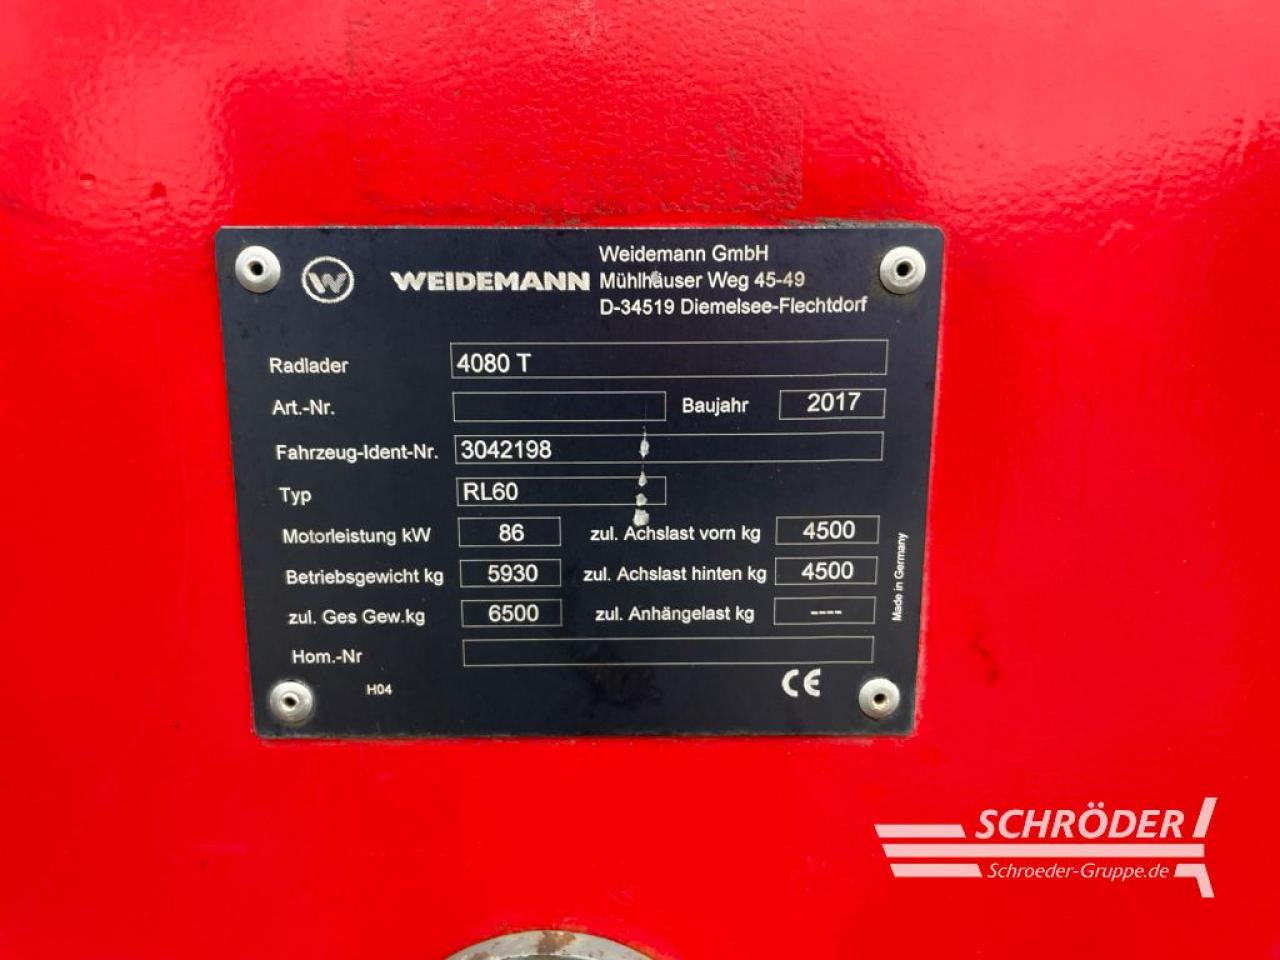 W WEIDEMANN
Weidemann GmbH
Mühlhäuser Weg 45-49
D-34519 Diemelsee-Flechtdorf
Radlader 4080 T
Art.-Nr. Baujahr 2017
Fahrzeug-Ident-Nr. 3042198
Typ RL60
Motorleistung kW 86 zul. Achslast vorn kg 4500
Betriebsgewicht kg 5930 zul. Achslast hinten kg 4500
zul. Ges Gew.kg 6500 zul. Anhängelast kg ----
Hom.-Nr
H04 CE
Made in Germany
SCHRÖDER
Schroeder-Gruppe.de